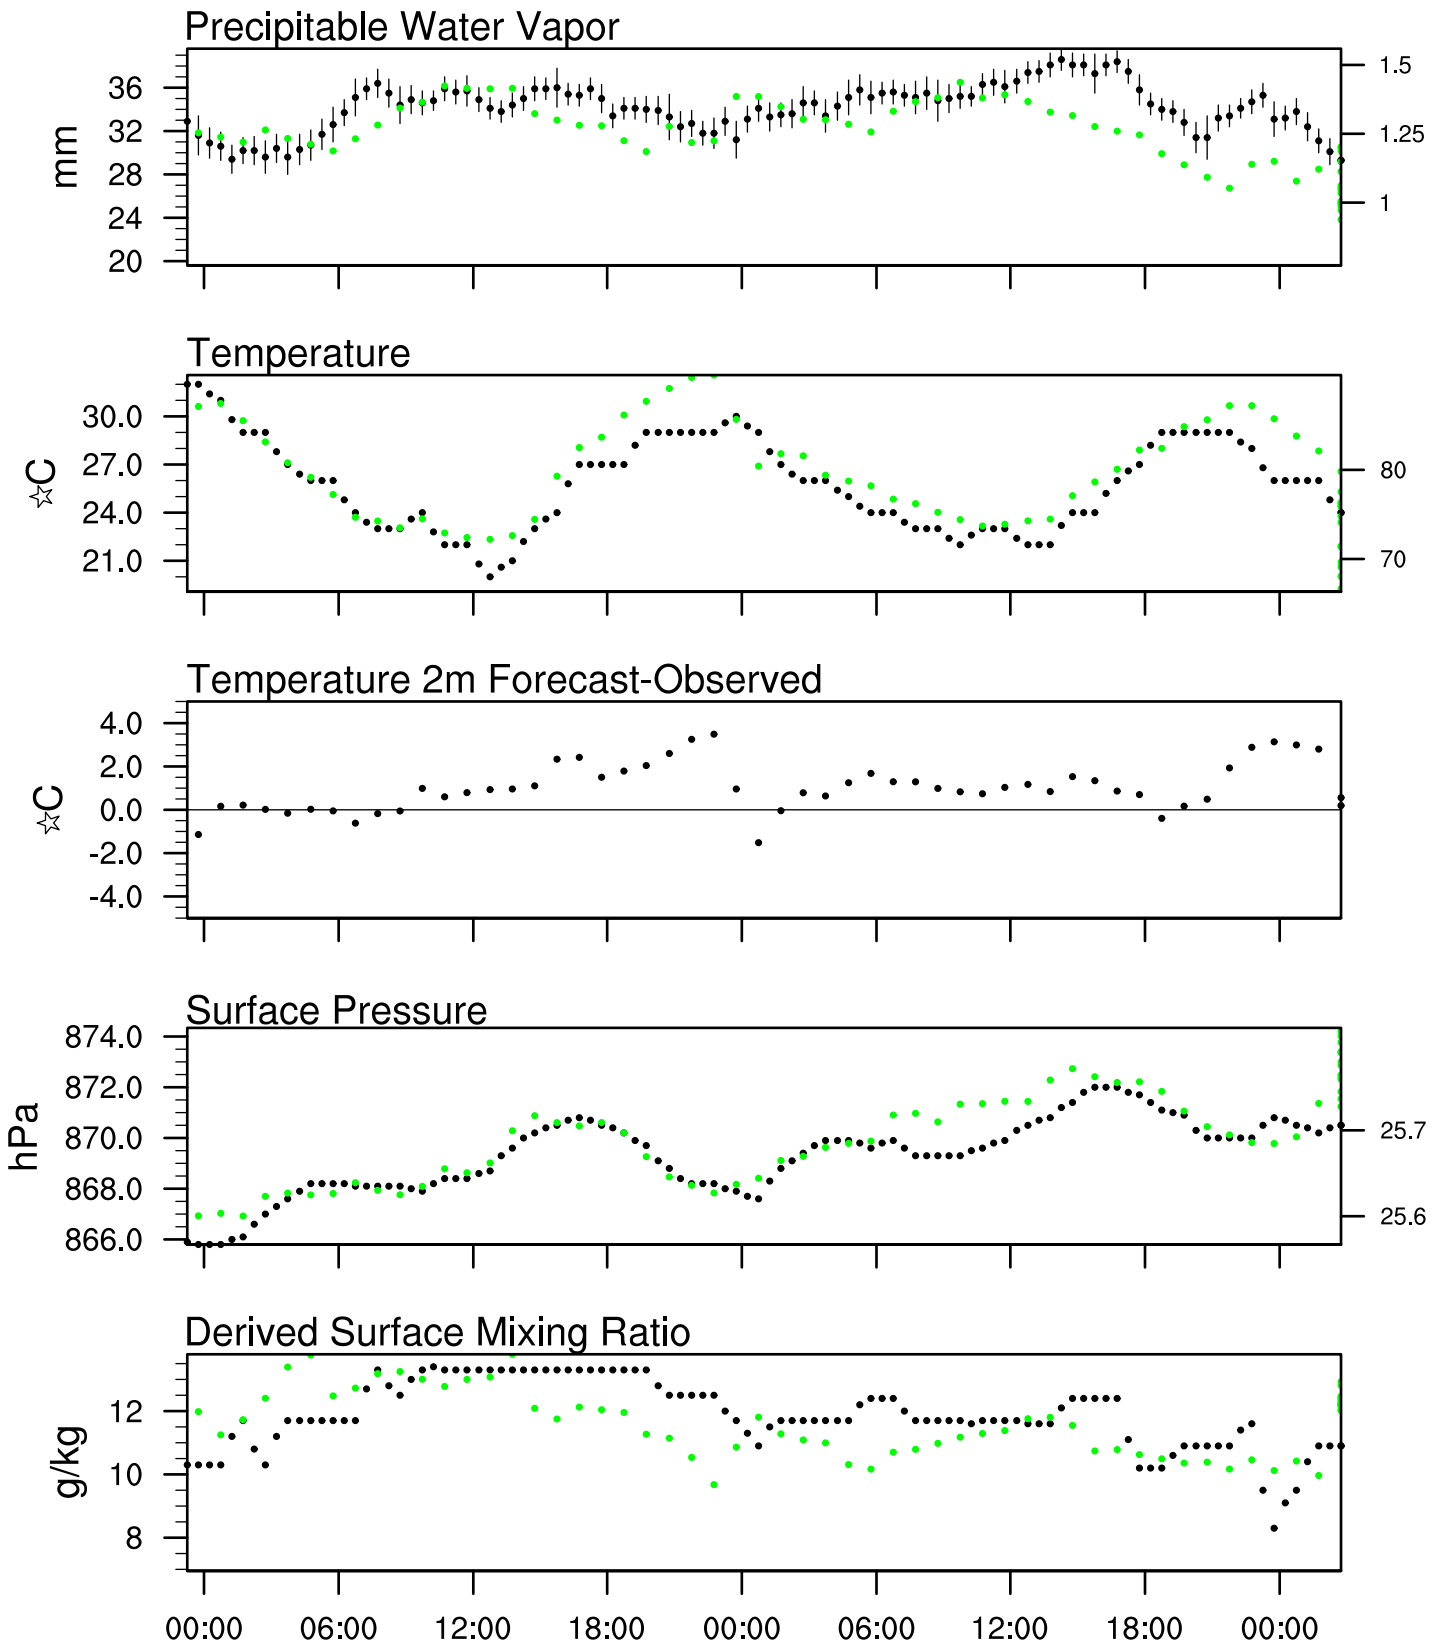 Precipitable Water Vapor
mm
36
32
28
24
20
1.5
1.25
1
Temperature
☆C
30.0
27.0
24.0
21.0
80
70
Temperature 2m Forecast-Observed
☆C
4.0
2.0
0.0
-2.0
-4.0
Surface Pressure
hPa
874.0
872.0
870.0
868.0
866.0
25.7
25.6
Derived Surface Mixing Ratio
g/kg
12
10
8
00:00 06:00 12:00 18:00 00:00 06:00 12:00 18:00 00:00